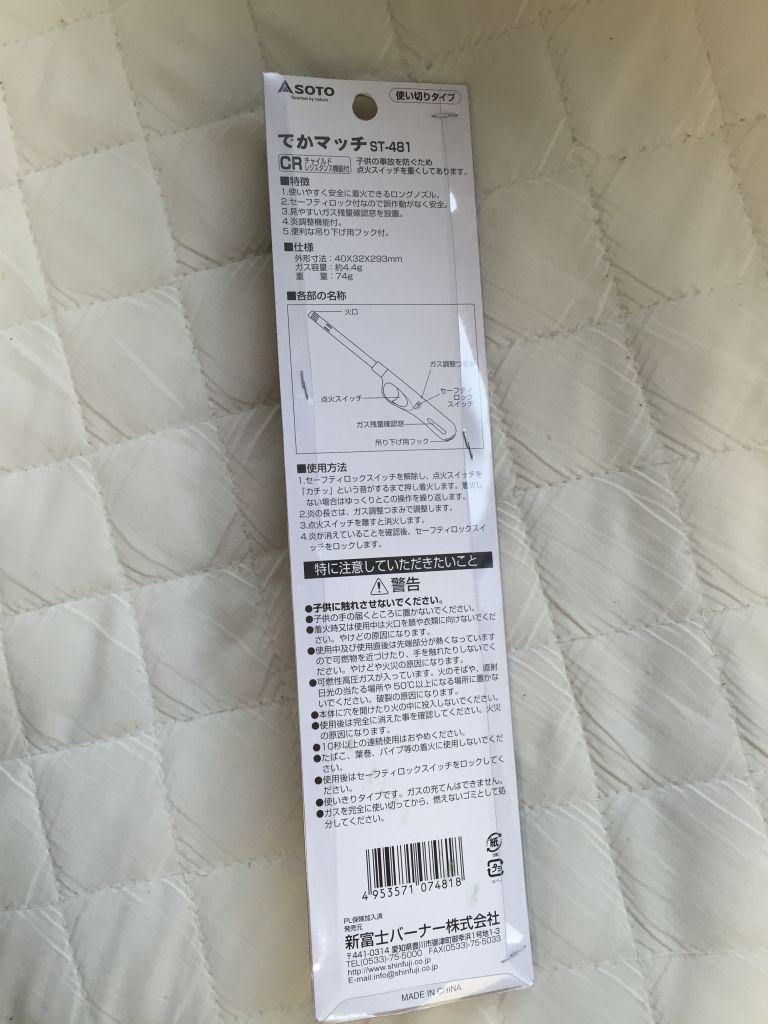 SOTO
Sparked by nature
使い切りタイプ
でかマッチ ST-481
CR チャイルド
レジスタンス機能付
子供の事故を防ぐため
点火スイッチを重くしてあります。
■特徴
1.使いやすく安全に着火できるロングノズル。
2.セーフティロック付なので誤作動がなく安全。
3.見やすいガス残量確認窓を設置。
4.炎調整機能付。
5.便利な吊り下げ用フック付。
■仕様
外形寸法：40X32X293mm
ガス容量：約4.4g
重　　量：74g
■各部の名称
火口
ガス調整つまみ
点火スイッチ
セーフティ
ロック
スイッチ
ガス残量確認窓
吊り下げ用フック
■使用方法
1.セーフティロックスイッチを解除し、点火スイッチを
「カチッ」という音がするまで押し着火します。着火し
ない場合はゆっくりとこの操作を繰り返します。
2.炎の長さは、ガス調整つまみで調整します。
3.点火スイッチを離すと消火します。
4.炎が消えていることを確認後、セーフティロックスイ
ッチをロックします。
特に注意していただきたいこと
警告
●子供に触れさせないでください。
●子供の手の届くところに置かないでください。
●着火時又は使用中は火口を顔や衣類に向けないでくだ
さい。やけどの原因になります。
●使用中及び使用直後は先端部分が熱くなっています
ので可燃物を近づけたり、手を触れたりしないでく
ださい。やけどや火災の原因になります。
●可燃性高圧ガスが入っています。火のそばや、直射
日光の当たる場所や50℃以上になる場所に置かな
いでください。破裂の原因になります。
●本体に穴を開けたり火の中に投入しないでください。
●使用後は完全に消えた事を確認してください。火災
の原因になります。
●10秒以上の連続使用はおやめください。
●たばこ、葉巻、パイプ等の着火に使用しないでくだ
さい。
●使用後はセーフティロックスイッチをロックしてく
ださい。
●使いきりタイプです。ガスの充てんはできません。
●ガスを完全に使い切ってから、燃えないゴミとして処
分してください。
紙
プラ
4 953571 074818
PL保険加入済
発売元
新富士バーナー株式会社
〒441-0314 愛知県豊川市御津町御幸浜1号地1-3
TEL(0533)-75-5000 FAX(0533)-75-5033
http://www.shinfuji.co.jp
E-mail:info@shinfuji.co.jp
MADE IN CHINA